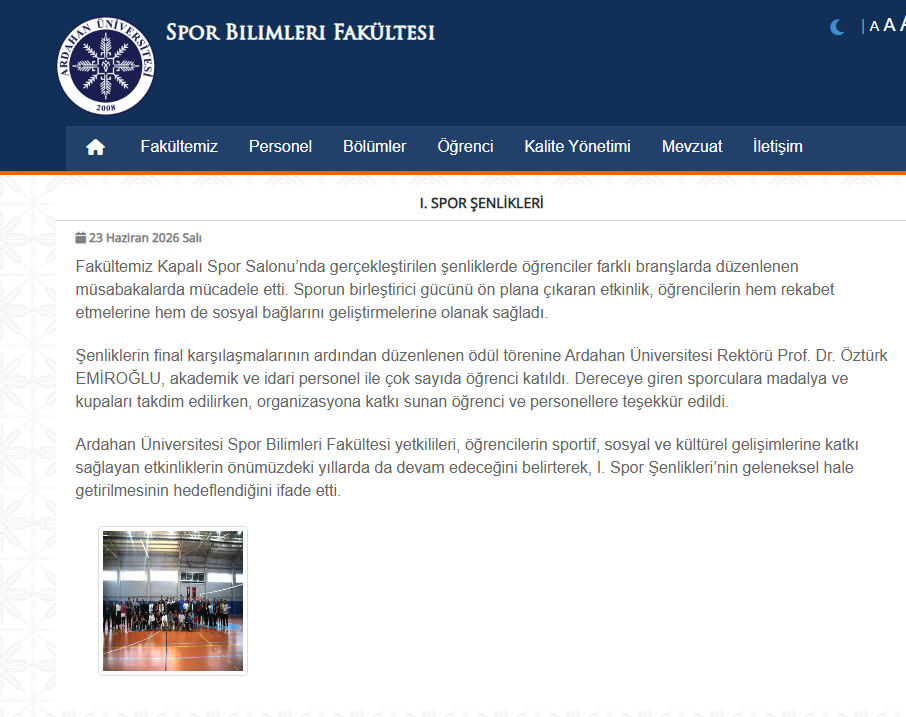 ARDAHAN ÜNİVERSİTESİ
2008
SPOR BILIMLERI FAKÜLTESI
A A A
Fakültemiz Personel Bölümler Öğrenci Kalite Yönetimi Mevzuat İletişim
I. SPOR ŞENLİKLERİ
23 Haziran 2026 Salı
Fakültemiz Kapalı Spor Salonu’nda gerçekleştirilen şenliklerde öğrenciler farklı branşlarda düzenlenen
müsabakalarda mücadele etti. Sporun birleştirici gücünü ön plana çıkaran etkinlik, öğrencilerin hem rekabet
etmelerine hem de sosyal bağlarını geliştirmelerine olanak sağladı.
Şenliklerin final karşılaşmalarının ardından düzenlenen ödül törenine Ardahan Üniversitesi Rektörü Prof. Dr. Öztürk
EMİROĞLU, akademik ve idari personel ile çok sayıda öğrenci katıldı. Dereceye giren sporculara madalya ve
kupaları takdim edilirken, organizasyona katkı sunan öğrenci ve personellere teşekkür edildi.
Ardahan Üniversitesi Spor Bilimleri Fakültesi yetkilileri, öğrencilerin sportif, sosyal ve kültürel gelişimlerine katkı
sağlayan etkinliklerin önümüzdeki yıllarda da devam edeceğini belirterek, I. Spor Şenlikleri’nin geleneksel hale
getirilmesinin hedeflendiğini ifade etti.